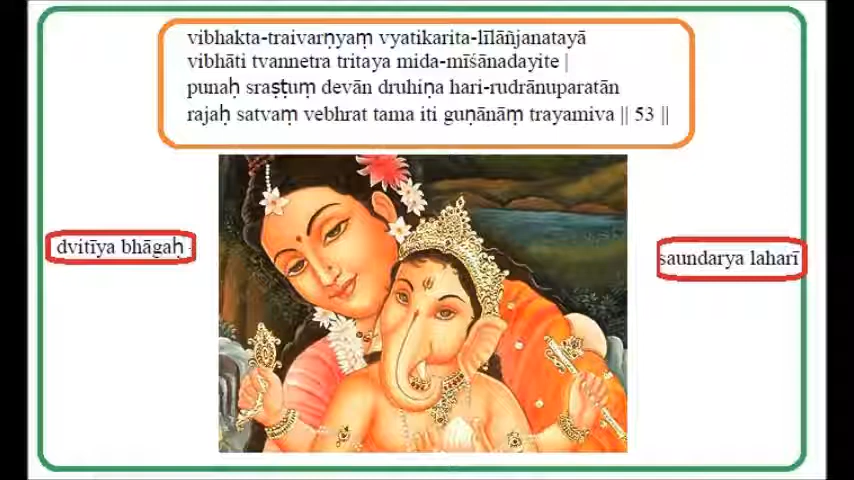 vibhakta-traivarṇyaṃ vyatikarita-līlāñjanatayā
vibhāti tvannetra tritaya mida-mīśānadayite |
punaḥ sraṣṭuṃ devān druhiṇa hari-rudrānuparatān
rajaḥ satvaṃ vebhrat tama iti guṇānāṃ trayamiva || 53 ||
dvitīya bhāgaḥ
saundarya laharī